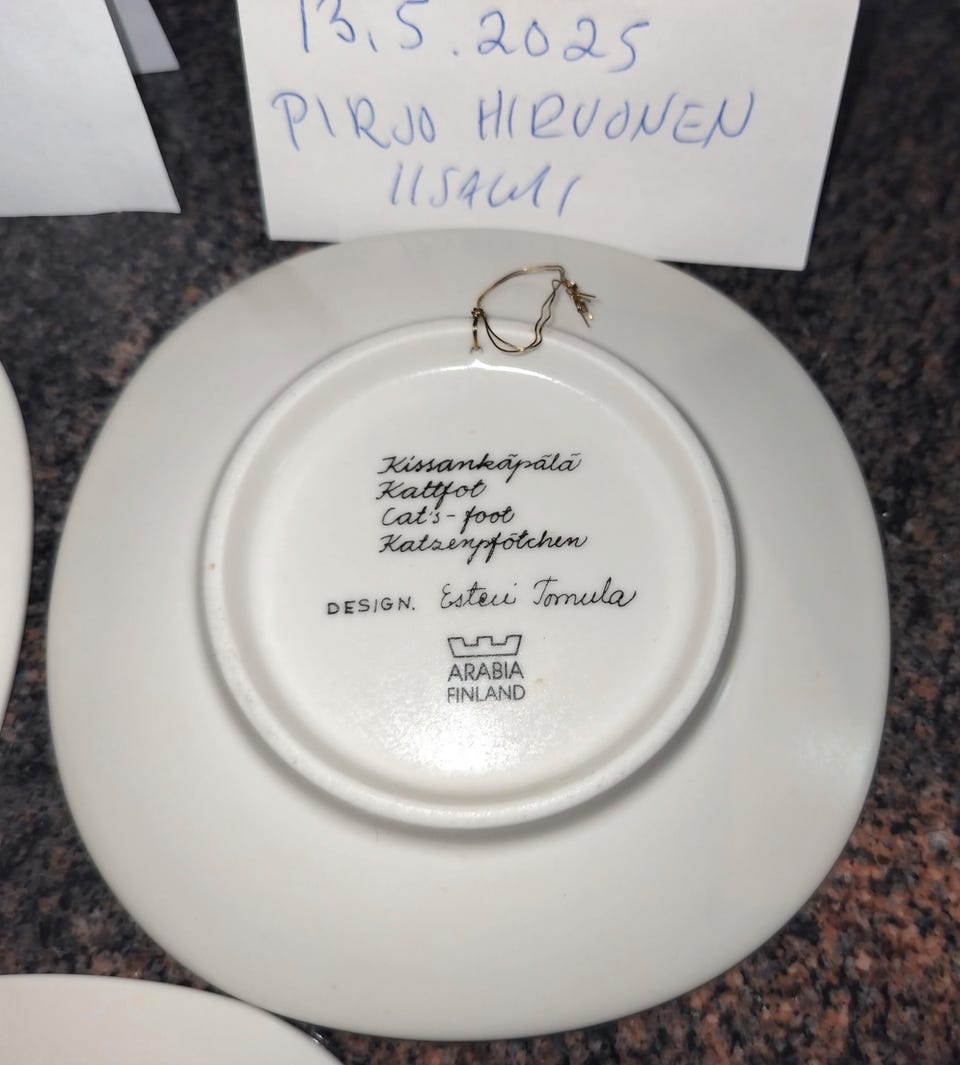 13.5.2025
PIRJO HIRVONEN
IISALMI
Kissankäpälä
Kattfot
Cat's-foot
Katzenpfötchen
DESIGN. Esteri Tomula
ARABIA
FINLAND